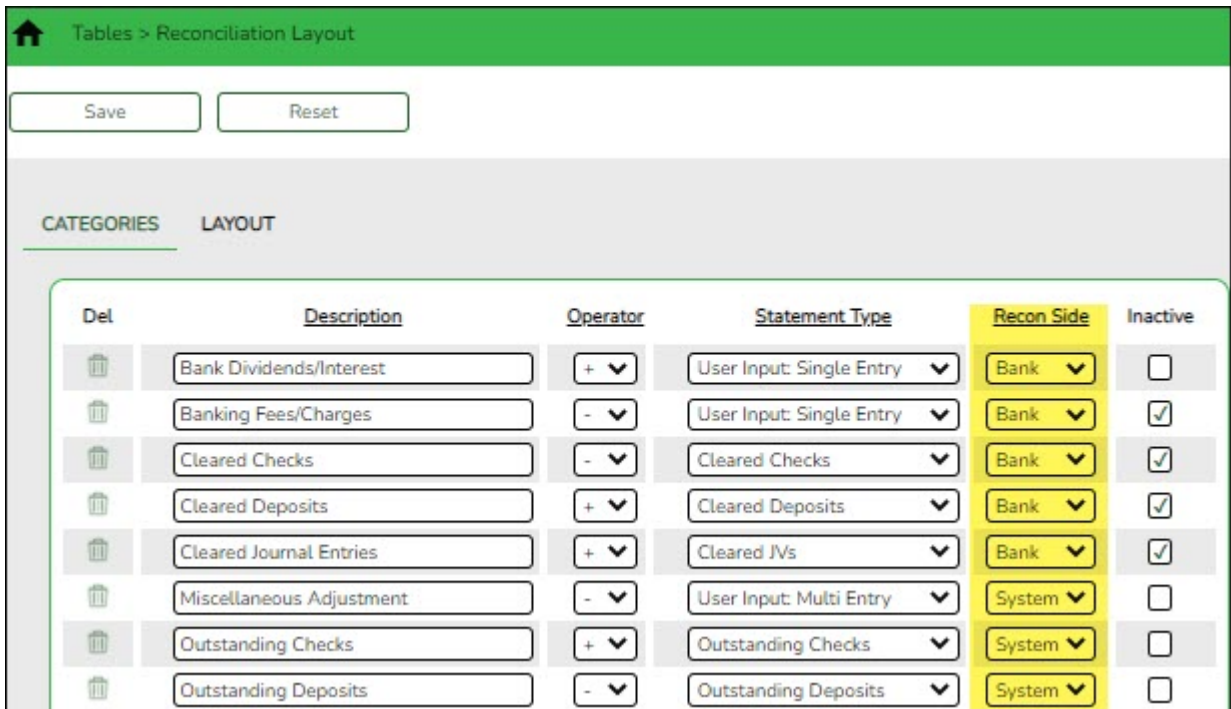 Tables > Reconciliation Layout
Save Reset
CATEGORIES LAYOUT
Del Description Operator Statement Type Recon Side Inactive
Bank Dividends/Interest + User Input: Single Entry Bank
Banking Fees/Charges - User Input: Single Entry Bank
Cleared Checks - Cleared Checks Bank
Cleared Deposits + Cleared Deposits Bank
Cleared Journal Entries + Cleared JVs Bank
Miscellaneous Adjustment - User Input: Multi Entry System
Outstanding Checks + Outstanding Checks System
Outstanding Deposits - Outstanding Deposits System